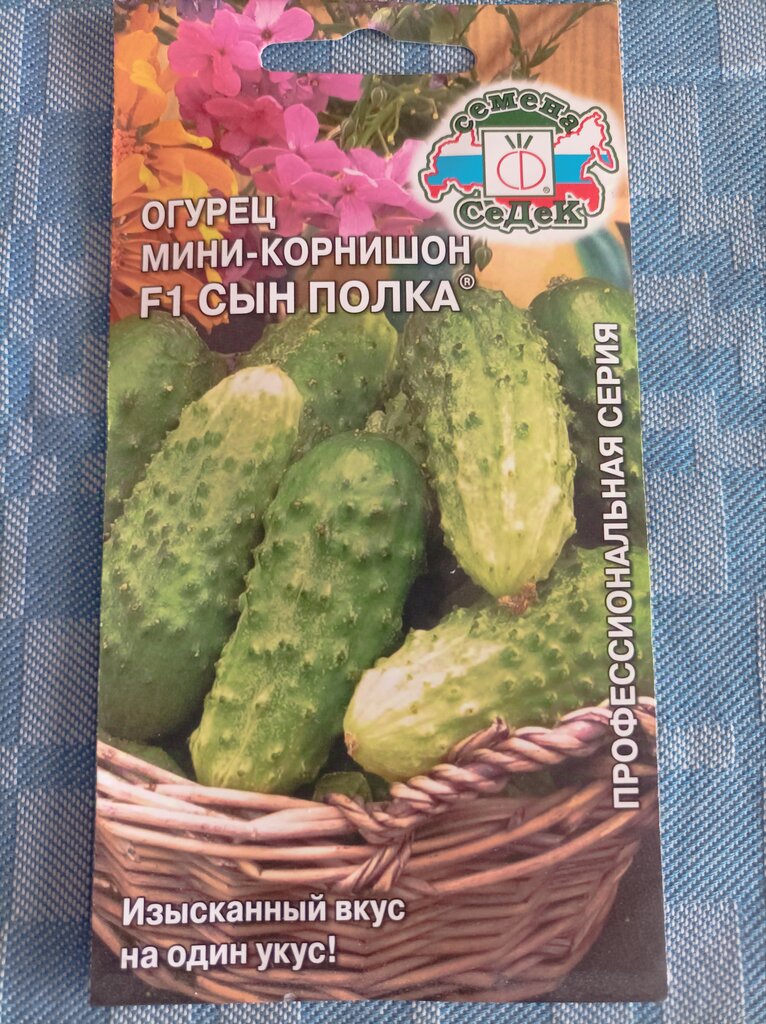 семена
СеДеК
®
ОГУРЕЦ
МИНИ-КОРНИШОН
F1 СЫН ПОЛКА®
ПРОФЕССИОНАЛЬНАЯ СЕРИЯ
Изысканный вкус
на один укус!